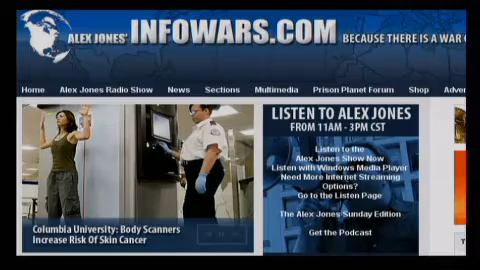 ALEX JONES' INFOWARS.COM BECAUSE THERE IS A WAR
Home Alex Jones Radio Show News Sections Multimedia Prison Planet Forum Shop Adver
LISTEN TO ALEX JONES
FROM 11AM - 3PM CST
Listen to the
Alex Jones Show Now
Listen with Windows Media Player
Need More Internet Streaming
Options?
Go to the Listen Page
The Alex Jones Sunday Edition
Get the Podcast
Columbia University: Body Scanners
Increase Risk Of Skin Cancer